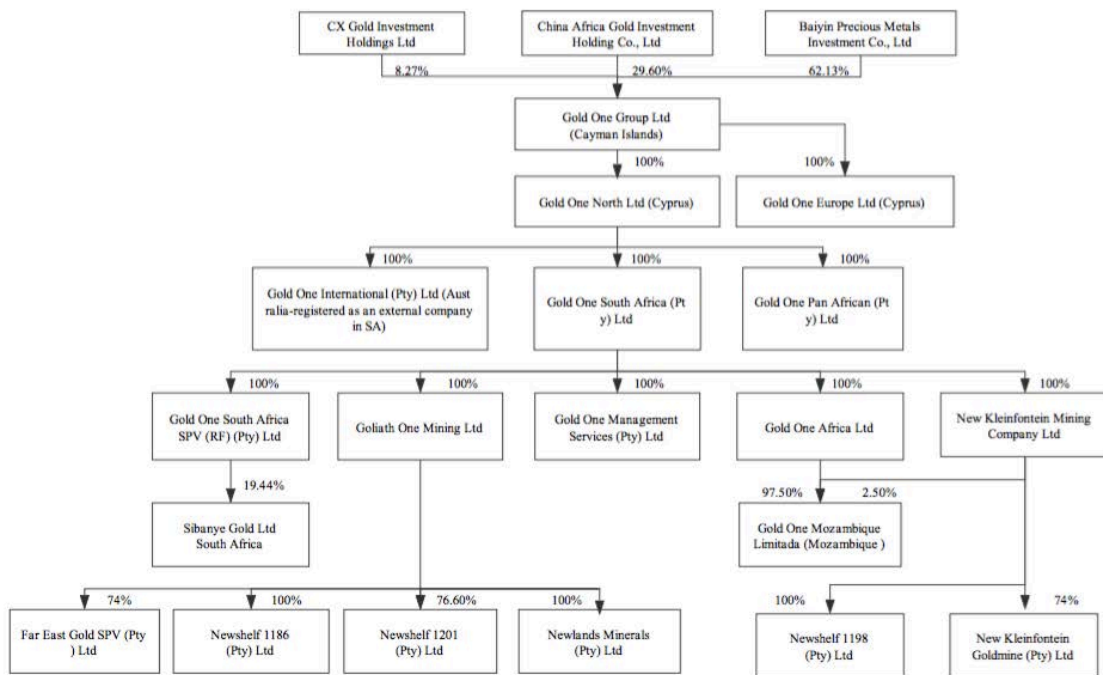 CX Gold Investment
Holdings Ltd
China Africa Gold Investment
Holding Co., Ltd
Baiyin Precious Metals
Investment Co., Ltd
8.27%
29.60%
62.13%
Gold One Group Ltd
(Cayman Islands)
100%
100%
Gold One North Ltd (Cyprus)
Gold One Europe Ltd (Cyprus)
100%
100%
100%
Gold One International (Pty) Ltd (Aust
ralia-registered as an external company
in SA)
Gold One South Africa (Pt
y) Ltd
Gold One Pan African (Pt
y) Ltd
100%
100%
100%
100%
100%
Gold One South Africa
SPV (RF) (Pty) Ltd
Goliath One Mining Ltd
Gold One Management
Services (Pty) Ltd
Gold One Africa Ltd
New Kleinfontein Mining
Company Ltd
19.44%
97.50%
2.50%
Sibanye Gold Ltd
South Africa
Gold One Mozambique
Limitada (Mozambique )
74%
100%
76.60%
100%
100%
74%
Far East Gold SPV (Pty
) Ltd
Newshelf 1186
(Pty) Ltd
Newshelf 1201
(Pty) Ltd
Newlands Minerals
(Pty) Ltd
Newshelf 1198
(Pty) Ltd
New Kleinfontein
Goldmine (Pty) Ltd